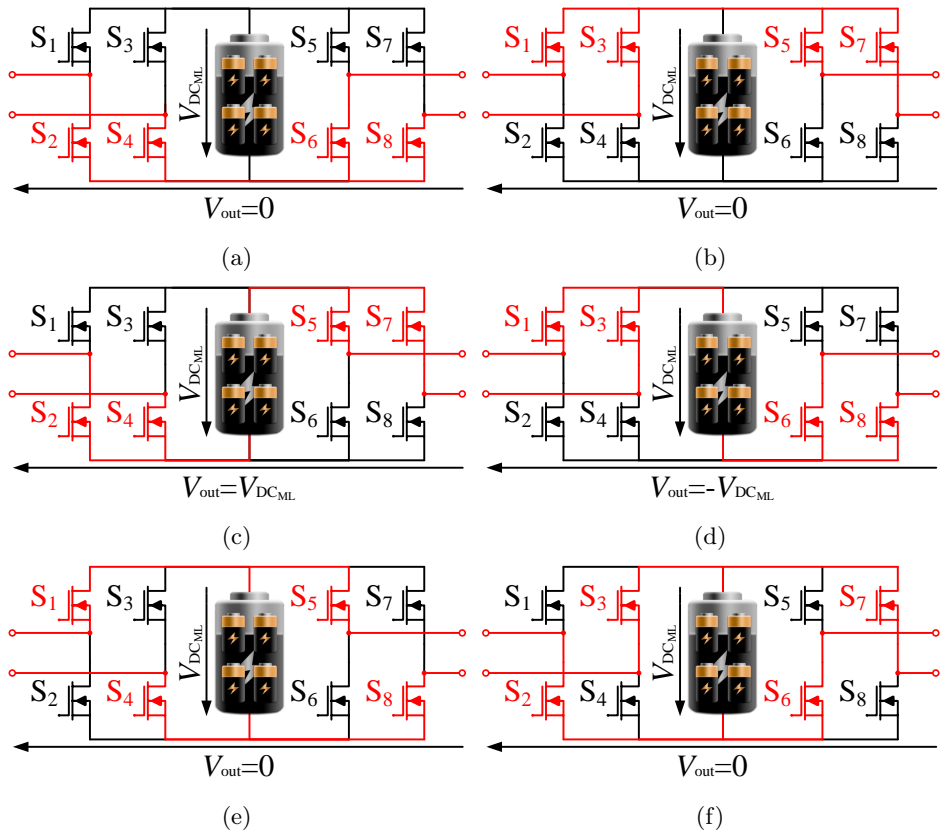 S1 S3 VDCML S5 S7
S2 S4 S6 S8
Vout=0
(a)
S1 S3 VDCML S5 S7
S2 S4 S6 S8
Vout=0
(b)
S1 S3 VDCML S5 S7
S2 S4 S6 S8
Vout=VDCML
(c)
S1 S3 VDCML S5 S7
S2 S4 S6 S8
Vout=-VDCML
(d)
S1 S3 VDCML S5 S7
S2 S4 S6 S8
Vout=0
(e)
S1 S3 VDCML S5 S7
S2 S4 S6 S8
Vout=0
(f)